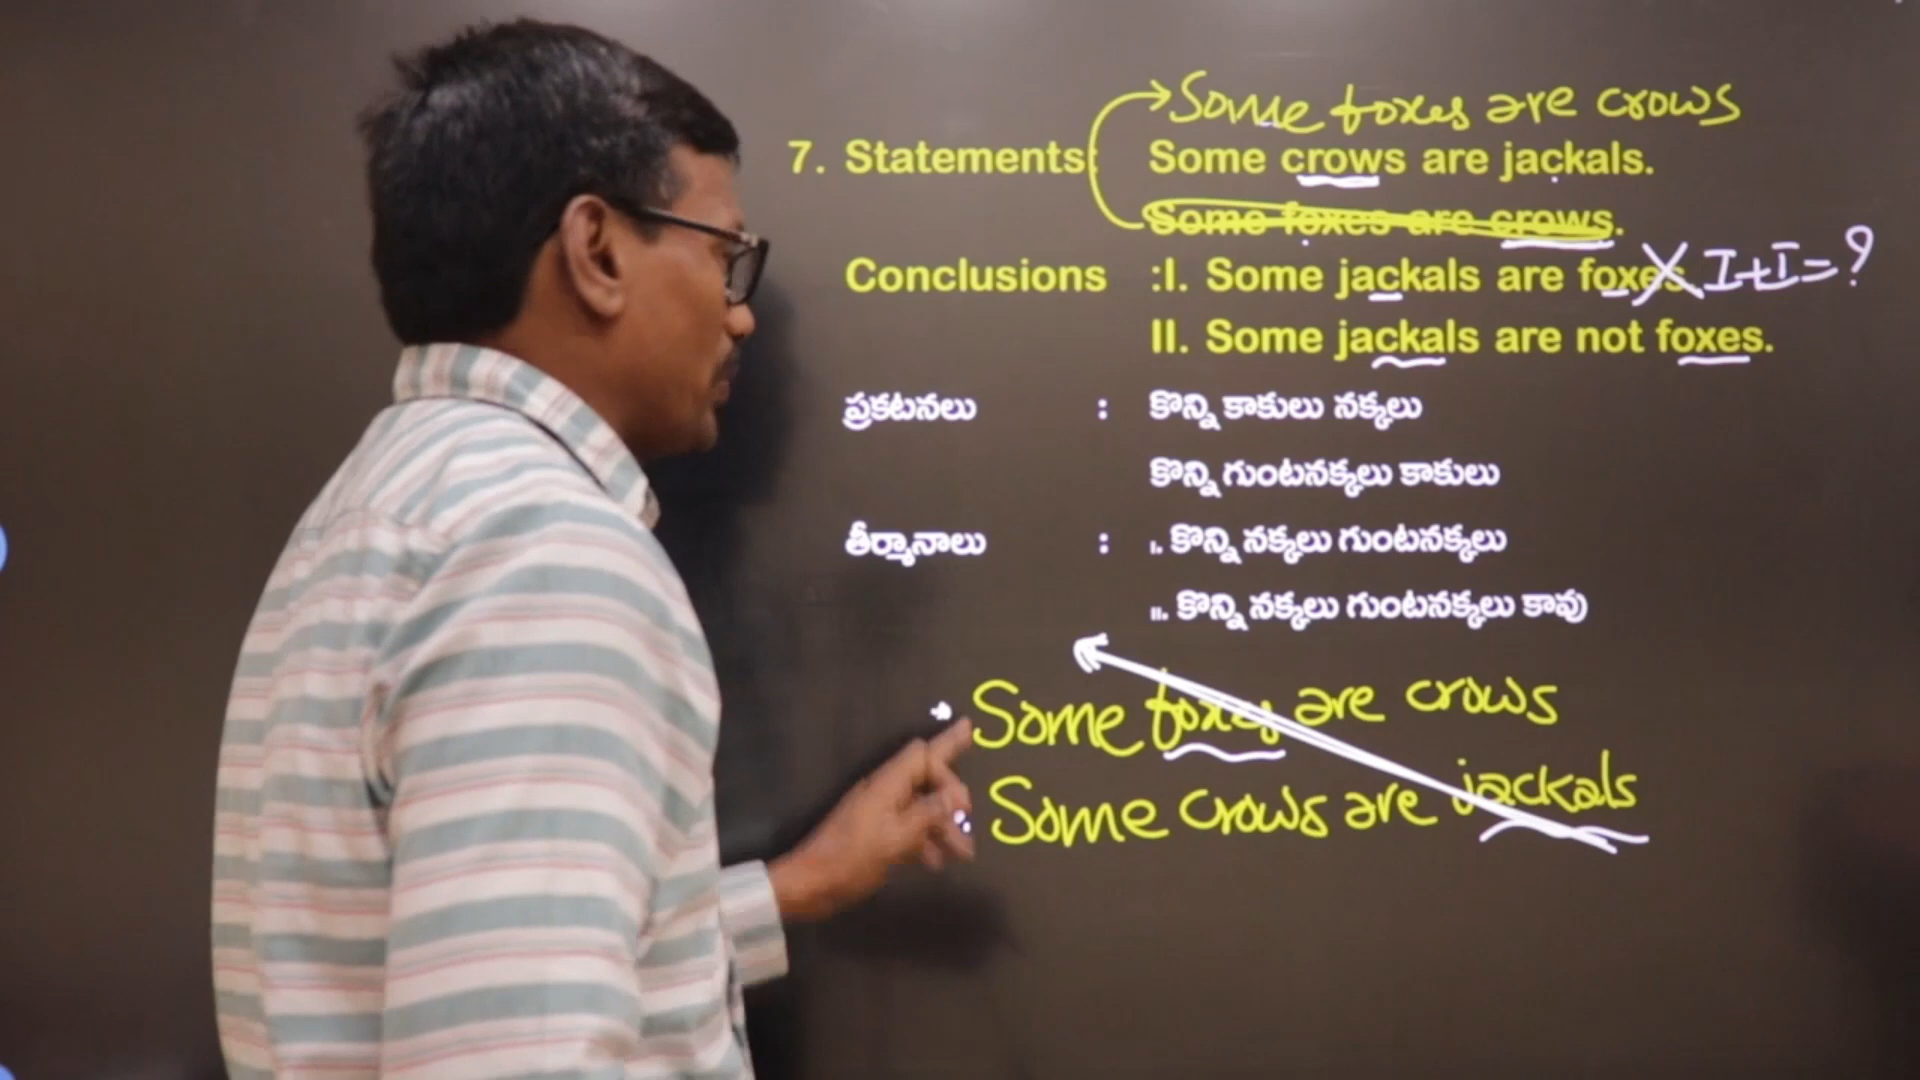 Some foxes are crows
7. Statements: Some crows are jackals.
Some foxes are crows.
Conclusions :I. Some jackals are foxes. X I+I=?
II. Some jackals are not foxes.
ప్రకటనలు : కొన్ని కాకులు నక్కలు
కొన్ని గుంటనక్కలు కాకులు
తీర్మానాలు : I. కొన్ని నక్కలు గుంటనక్కలు
II. కొన్ని నక్కలు గుంటనక్కలు కావు
Some foxes are crows
Some crows are jackals